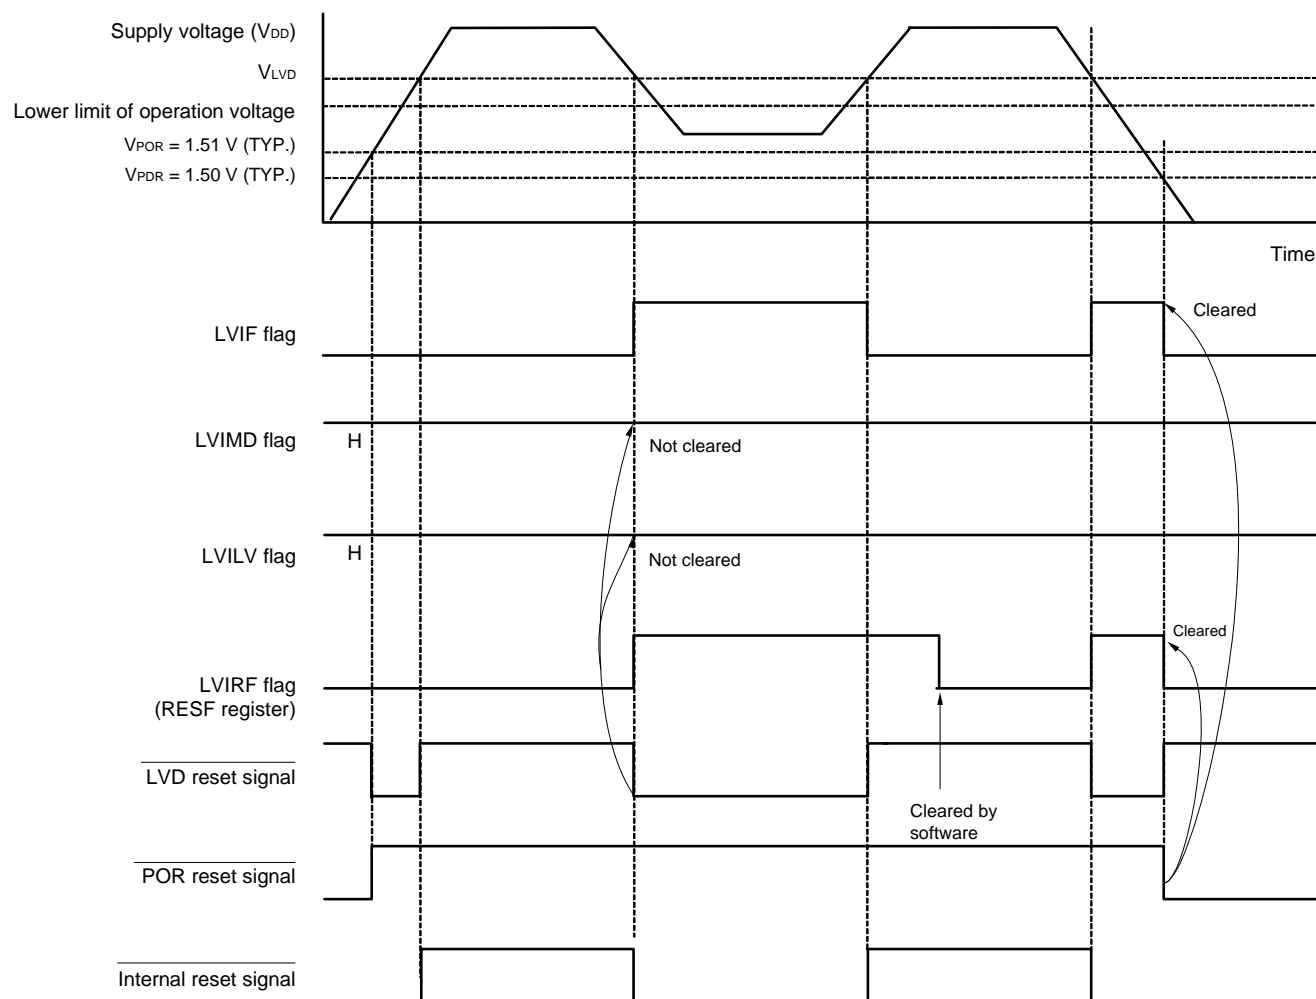 Supply voltage (VDD)
VLVD
Lower limit of operation voltage
VPOR = 1.51 V (TYP.)
VPDR = 1.50 V (TYP.)
Time
Cleared
LVIF flag
LVIMD flag
H
Not cleared
LVILV flag
H
Not cleared
Cleared
LVIRF flag
(RESF register)
LVD reset signal
Cleared by
software
POR reset signal
Internal reset signal